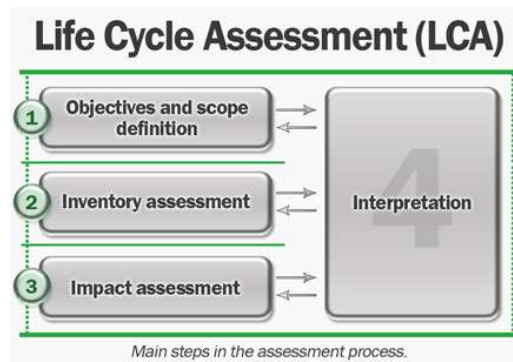 Life Cycle Assessment (LCA)
1
Objectives and scope
definition
2
Inventory assessment
3
Impact assessment
4
Interpretation
Main steps in the assessment process.